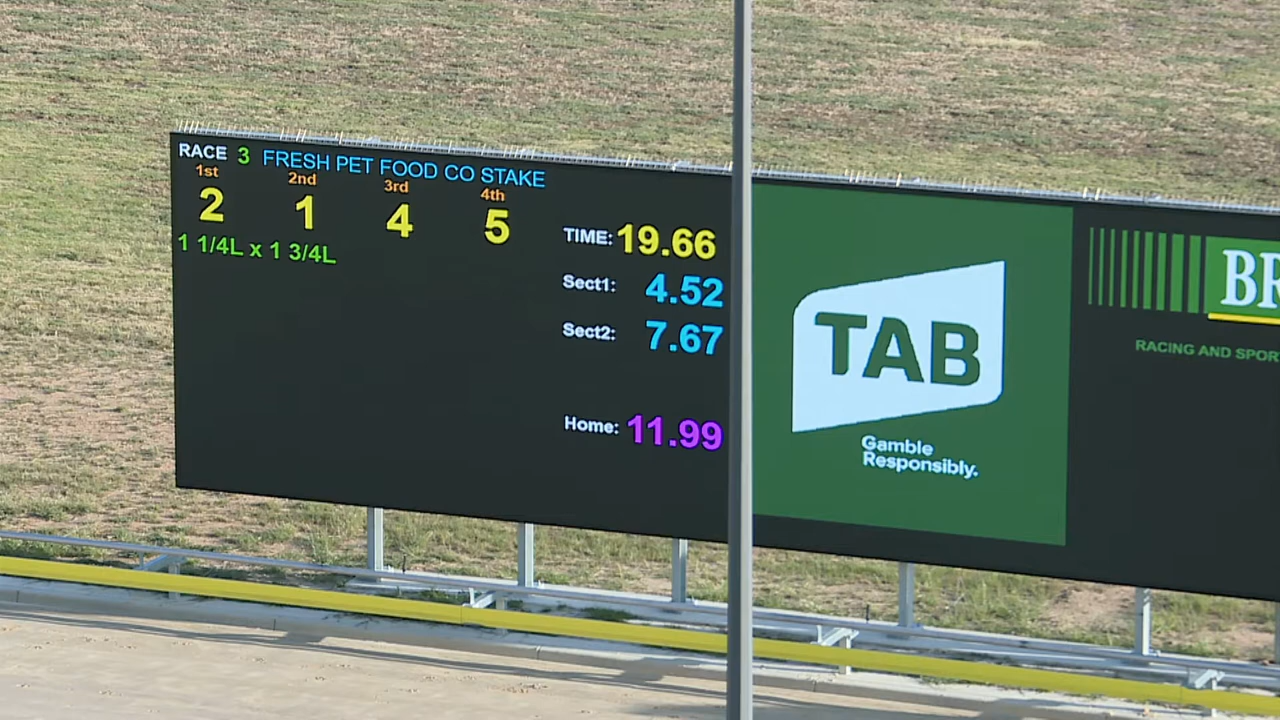 RACE 3 FRESH PET FOOD CO STAKE
1st 2nd 3rd 4th
2 1 4 5
1 1/4L x 1 3/4L
TIME: 19.66
Sect1: 4.52
Sect2: 7.67
Home: 11.99
TAB
Gamble
Responsibly.
BR
RACING AND SPOR